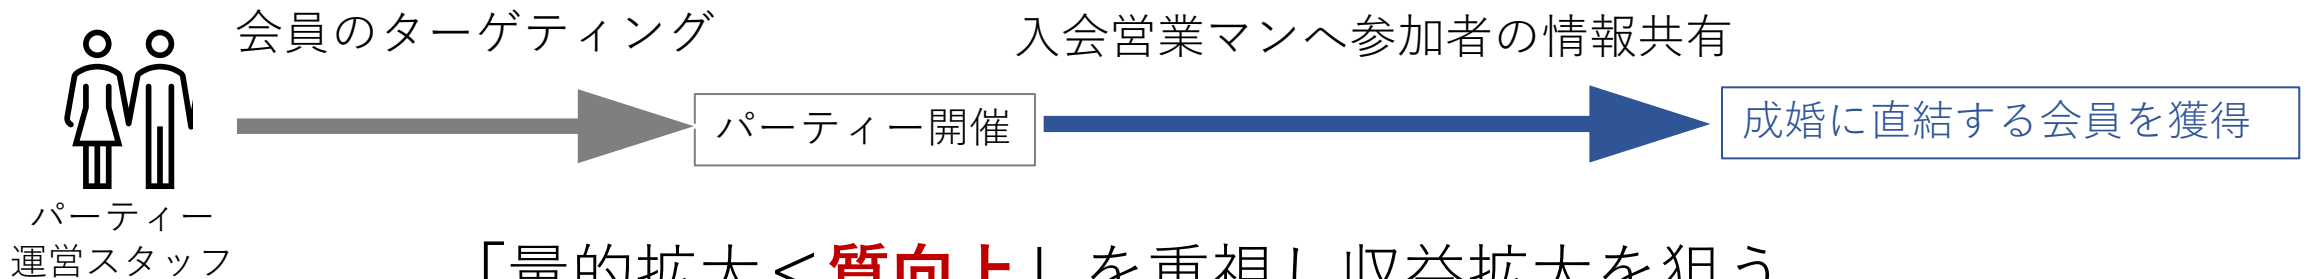 会員のターゲティング
入会営業マンへ参加者の情報共有
パーティー開催
成婚に直結する会員を獲得
パーティー
運営スタッフ
「量的拡大<質向上」を重視し収益拡大を狙う